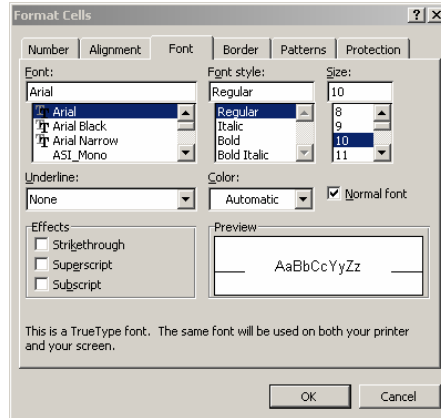 Format Cells
Number Alignment Font Border Patterns Protection
Font: Font style: Size:
Arial Regular 10
Arial Regular 8
Arial Black Italic 9
Arial Narrow Bold 10
ASI_Mono Bold Italic 11
Underline: Color:
None Automatic Normal font
Effects Preview
Strikethrough
Superscript AaBbCcYyZz
Subscript
This is a TrueType font. The same font will be used on both your printer
and your screen.
OK Cancel